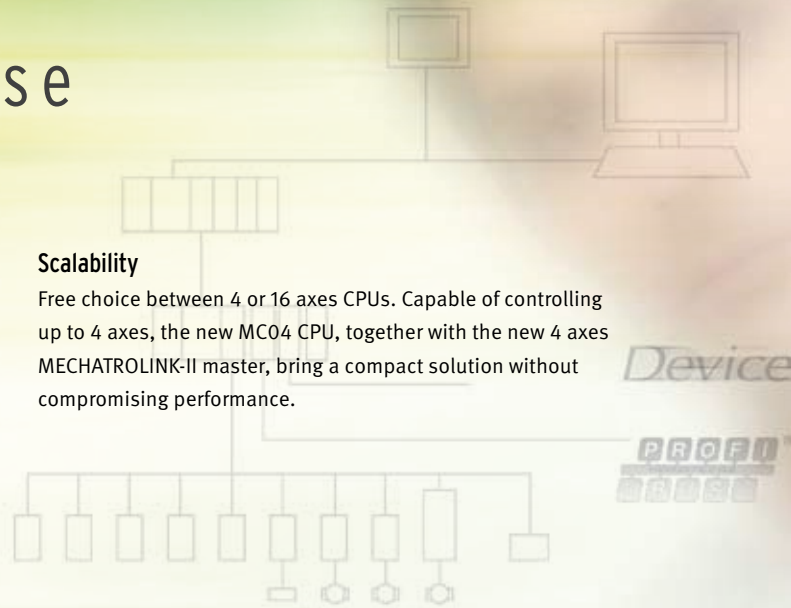 se
Scalability
Free choice between 4 or 16 axes CPUs. Capable of controlling
up to 4 axes, the new MC04 CPU, together with the new 4 axes
MECHATROLINK-II master, bring a compact solution without
compromising performance.
Device
PROFI
BUS